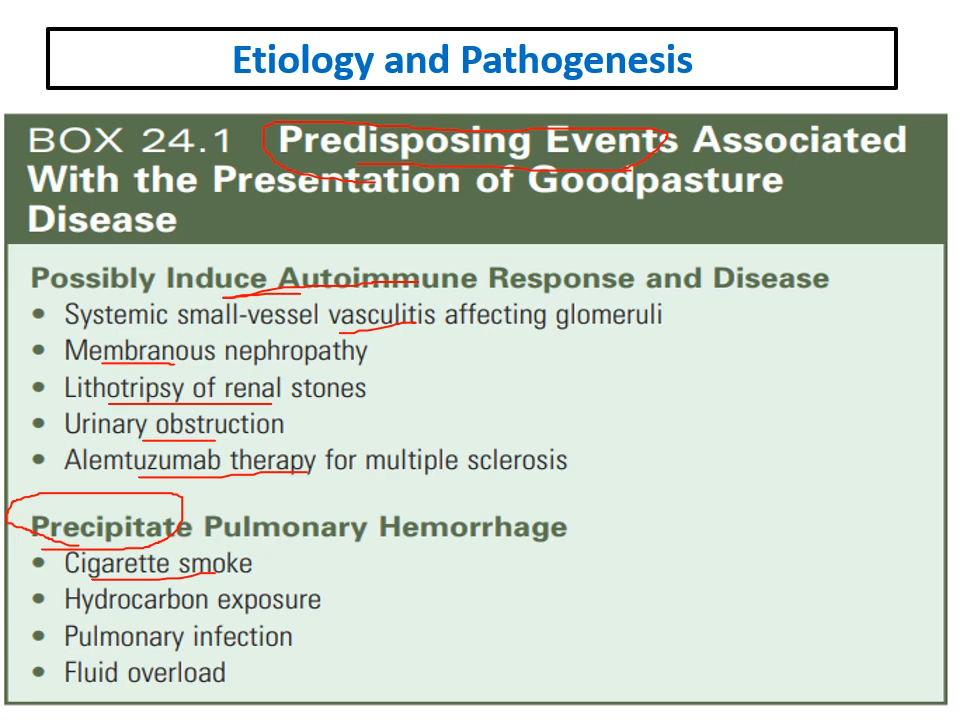 Etiology and Pathogenesis
BOX 24.1 Predisposing Events Associated
With the Presentation of Goodpasture
Disease
Possibly Induce Autoimmune Response and Disease
• Systemic small-vessel vasculitis affecting glomeruli
• Membranous nephropathy
• Lithotripsy of renal stones
• Urinary obstruction
• Alemtuzumab therapy for multiple sclerosis
Precipitate Pulmonary Hemorrhage
• Cigarette smoke
• Hydrocarbon exposure
• Pulmonary infection
• Fluid overload